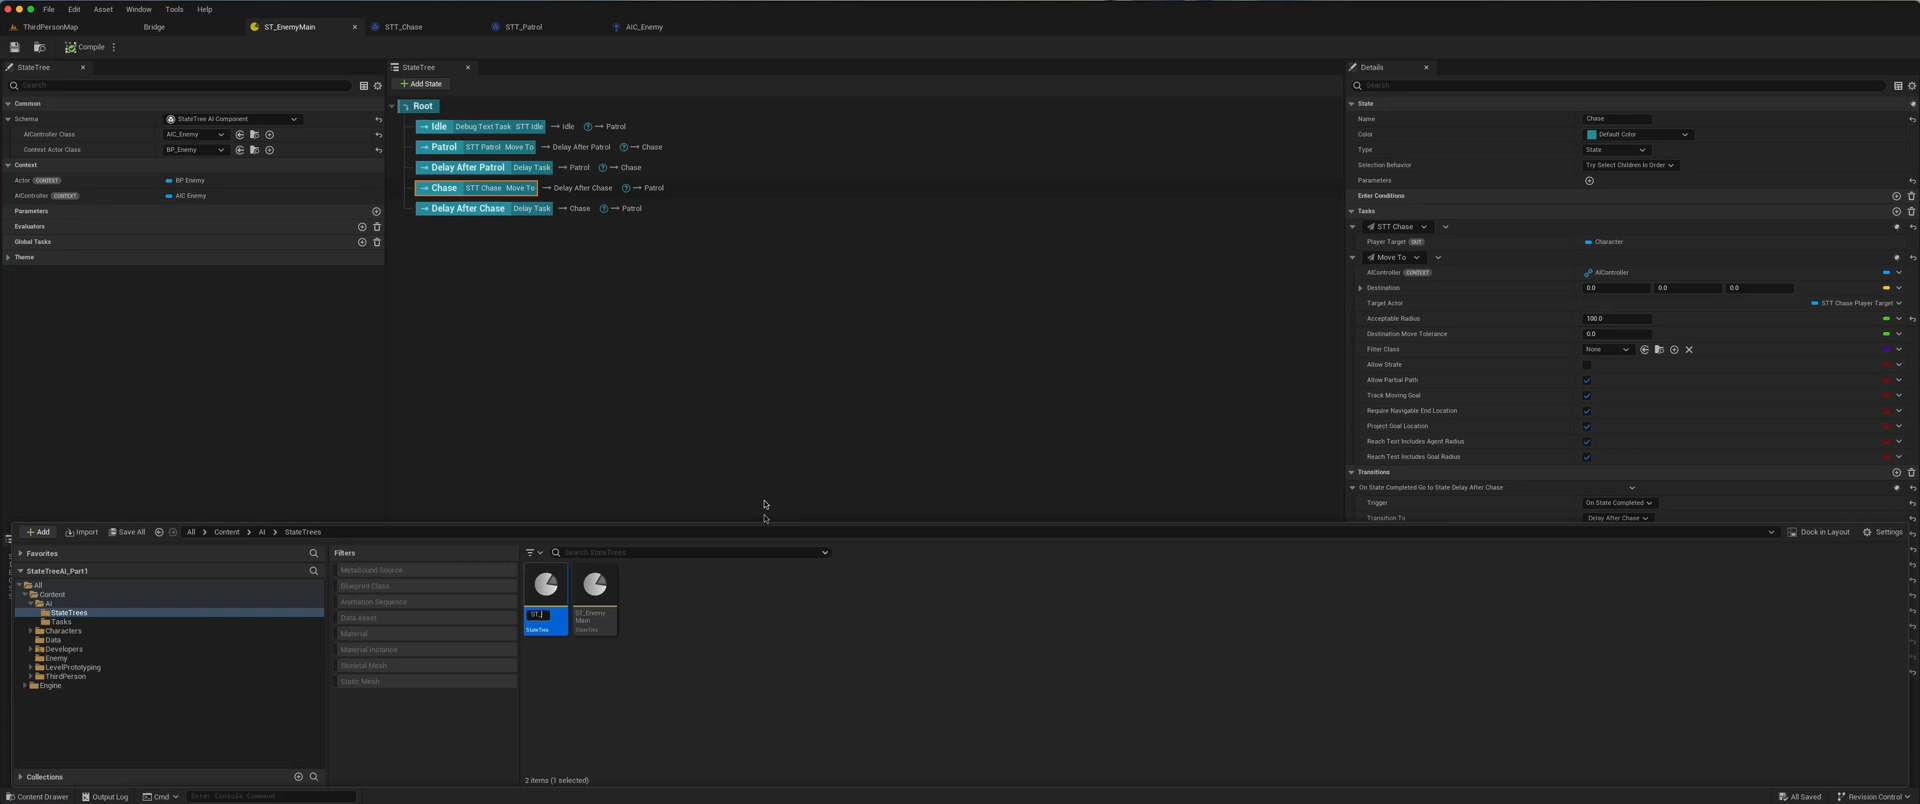 File Edit Asset Window Tools Help
ThirdPersonMap Bridge ST_EnemyMain STT_Chase STT_Patrol AIC_Enemy
Compile
StateTree
Search
Common
Schema StateTree AI Component
AIController Class AIC_Enemy
Context Actor Class BP_Enemy
Context
Actor CONTEXT BP Enemy
AIController CONTEXT AIC Enemy
Parameters
Evaluators
Global Tasks
Theme
StateTree
+ Add State
Root
Idle Debug Text Task STT Idle Idle Patrol
Patrol STT Patrol Move To Delay After Patrol Chase
Delay After Patrol Delay Task Patrol Chase
Chase STT Chase Move To Delay After Chase Patrol
Delay After Chase Delay Task Chase Patrol
Details
Search
State
Name Chase
Color Default Color
Type State
Selection Behavior Try Select Children In Order
Parameters
Enter Conditions
Tasks
STT Chase
Player Target OUT Character
Move To
AIController CONTEXT AIController
Destination 0.0 0.0 0.0
Target Actor STT Chase Player Target
Acceptable Radius 100.0
Destination Move Tolerance 0.0
Filter Class None
Allow Strafe
Allow Partial Path
Track Moving Goal
Require Navigable End Location
Project Goal Location
Reach Test Includes Agent Radius
Reach Test Includes Goal Radius
Transitions
On State Completed Go to State Delay After Chase
Trigger On State Completed
Transition To Delay After Chase
+ Add Import Save All All > Content > AI > StateTrees Dock in Layout Settings
Favorites
StateTreeAI_Part1
All
Content
AI
StateTrees
Tasks
Characters
Data
Developers
Enemy
LevelPrototyping
ThirdPerson
Engine
Collections
Filters
MetaSound Source
Blueprint Class
Animation Sequence
Data Asset
Material
Material Instance
Skeletal Mesh
Static Mesh
Search StateTrees
ST_
StateTree
ST_Enemy
Main
StateTree
2 items (1 selected)
Content Drawer Output Log Cmd Enter Console Command All Saved Revision Control